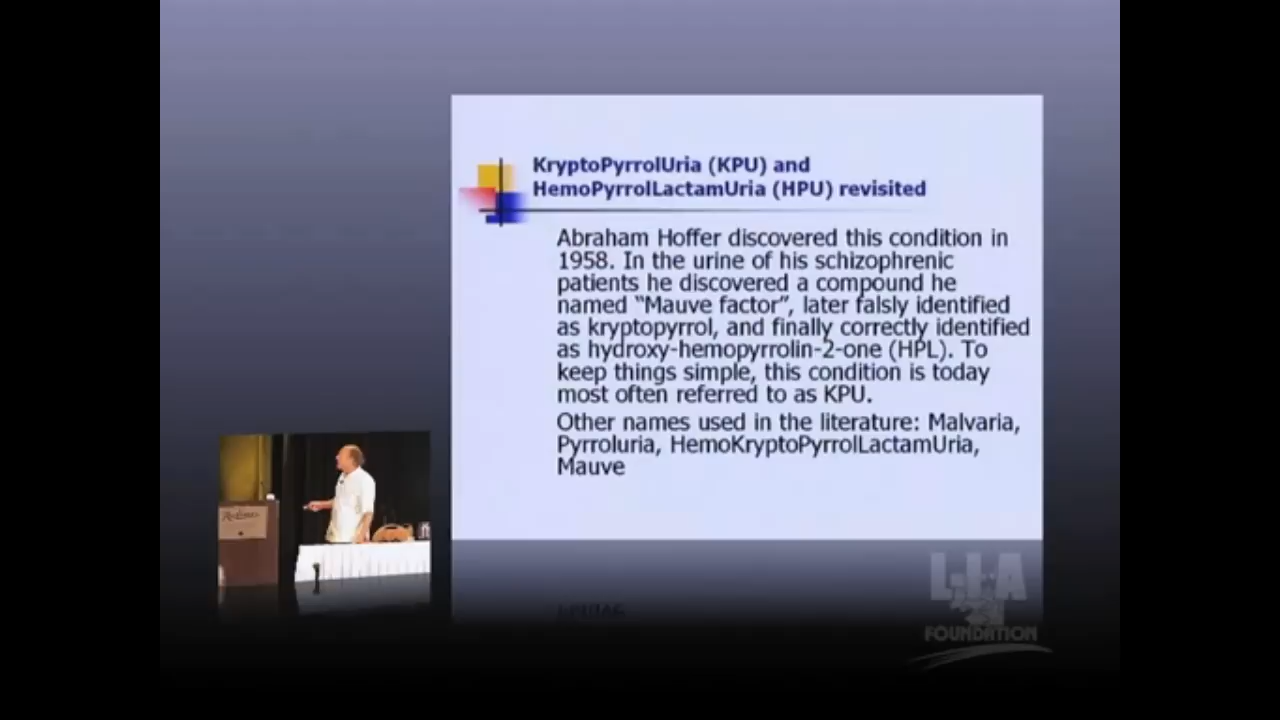 KryptoPyrrolUria (KPU) and
HemoPyrrolLactamUria (HPU) revisited
Abraham Hoffer discovered this condition in
1958. In the urine of his schizophrenic
patients he discovered a compound he
named “Mauve factor”, later falsly identified
as kryptopyrrol, and finally correctly identified
as hydroxy-hemopyrrolin-2-one (HPL). To
keep things simple, this condition is today
most often referred to as KPU.
Other names used in the literature: Malvaria,
Pyrroluria, HemoKryptoPyrrolLactamUria,
Mauve
L·I·A
FOUNDATION